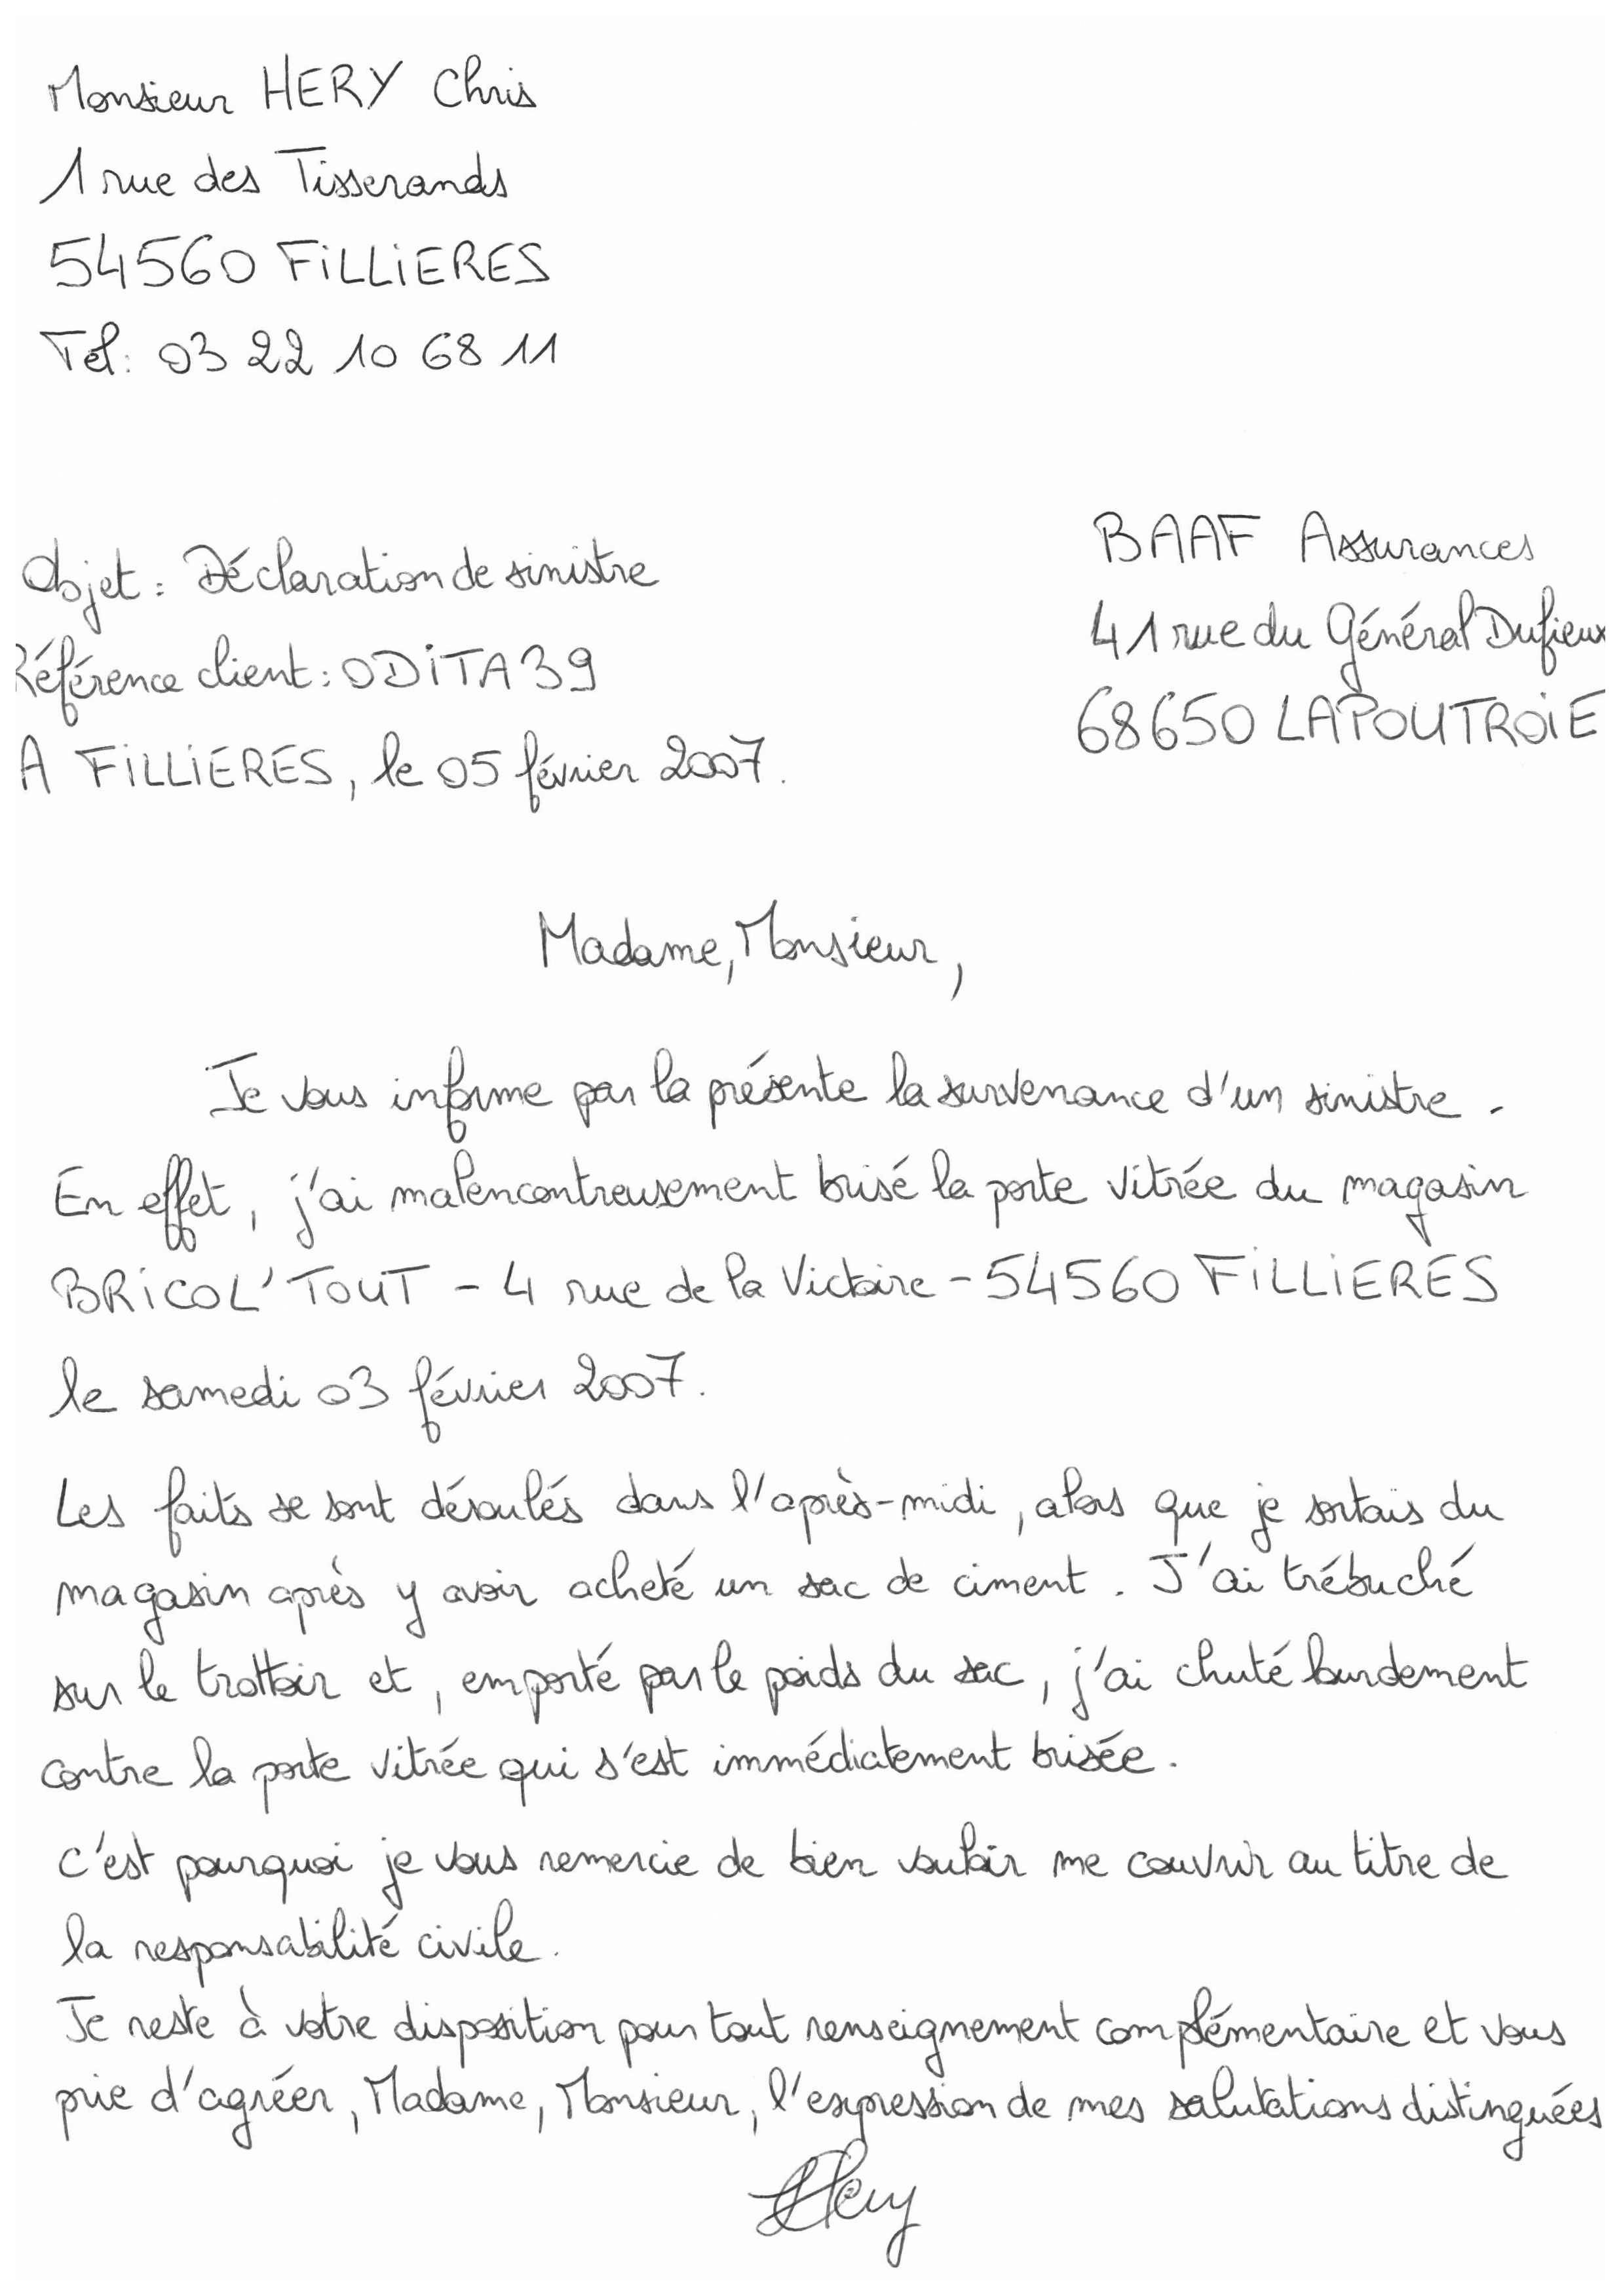 Monsieur HERY Chris
1 rue des Tisserands
54560 FILLIERES
Tél: 03 22 10 68 11
BAAF Assurances
41 rue du Général Dufieux
68650 LAPOUTROIE
Objet : Déclaration de sinistre
Référence client : ODITA39
A FILLIERES, le 05 février 2007.
Madame, Monsieur,
Je vous informe par la présente la survenance d'un sinistre.
En effet, j'ai malencontreusement brisé la porte vitrée du magasin
BRICOL'TOUT - 4 rue de la Victoire - 54560 FILLIERES
le samedi 03 février 2007.
Les faits se sont déroulés dans l'après-midi, alors que je sortais du
magasin après y avoir acheté un sac de ciment. J'ai trébuché
sur le trottoir et, emporté par le poids du sac, j'ai chuté lourdement
contre la porte vitrée qui s'est immédiatement brisée.
C'est pourquoi je vous remercie de bien vouloir me couvrir au titre de
la responsabilité civile.
Je reste à votre disposition pour tout renseignement complémentaire et vous
prie d'agréer, Madame, Monsieur, l'expression de mes salutations distinguées
Hery